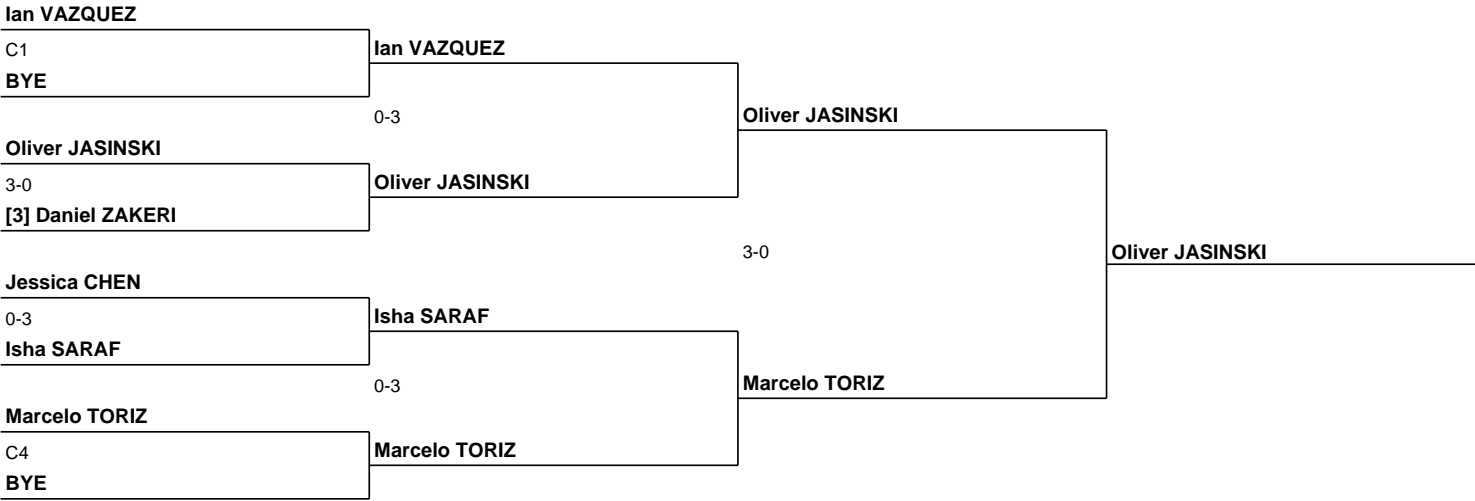 Ian VAZQUEZ
C1
BYE
Oliver JASINSKI
3-0
[3] Daniel ZAKERI
Jessica CHEN
0-3
Isha SARAF
Marcelo TORIZ
C4
BYE
Ian VAZQUEZ
0-3
Oliver JASINSKI
Isha SARAF
0-3
Marcelo TORIZ
Oliver JASINSKI
3-0
Marcelo TORIZ
Oliver JASINSKI